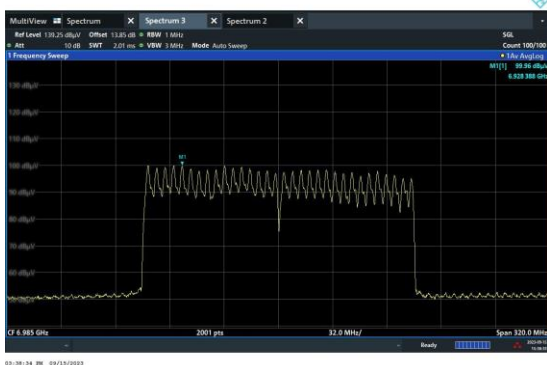 MultiView Spectrum X Spectrum 3 X Spectrum 2 X
Ref Level 139.25 dBµV Offset 13.85 dB RBW 1 MHz SGL
Att 10 dB SWT 2.01 ms VBW 3 MHz Mode Auto Sweep Count 100/100
1 Frequency Sweep 1Av AvgLog
M1[1] 99.96 dBµV
6.928 380 GHz
130 dBµV
120 dBµV
110 dBµV
M1
100 dBµV
90 dBµV
80 dBµV
70 dBµV
60 dBµV
CF 6.985 GHz 2001 pts 32.0 MHz/ Span 320.0 MHz
Ready
03:38:34 PM 09/15/2023